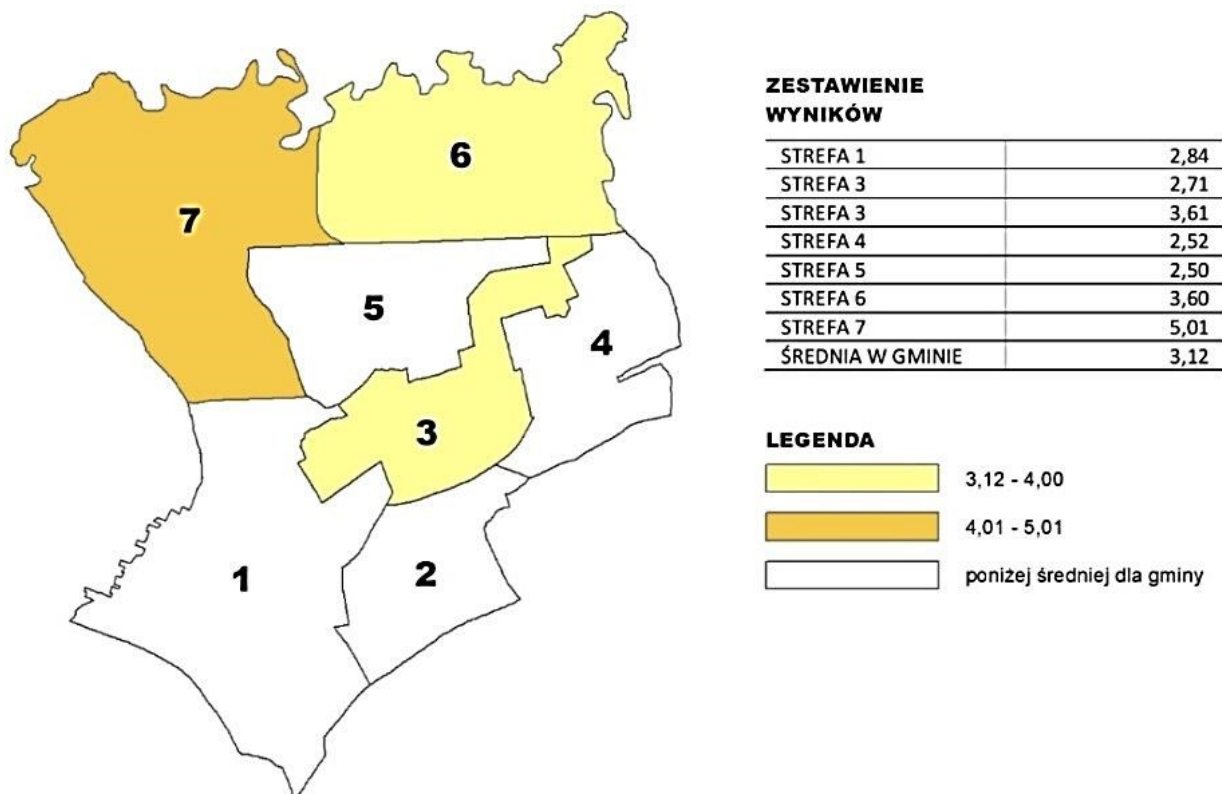 6
7
5
4
3
1
2
ZESTAWIENIE
WYNIKÓW
STREFA 1 2,84
STREFA 3 2,71
STREFA 3 3,61
STREFA 4 2,52
STREFA 5 2,50
STREFA 6 3,60
STREFA 7 5,01
ŚREDNIA W GMINIE 3,12
LEGENDA
3,12 - 4,00
4,01 - 5,01
poniżej średniej dla gminy